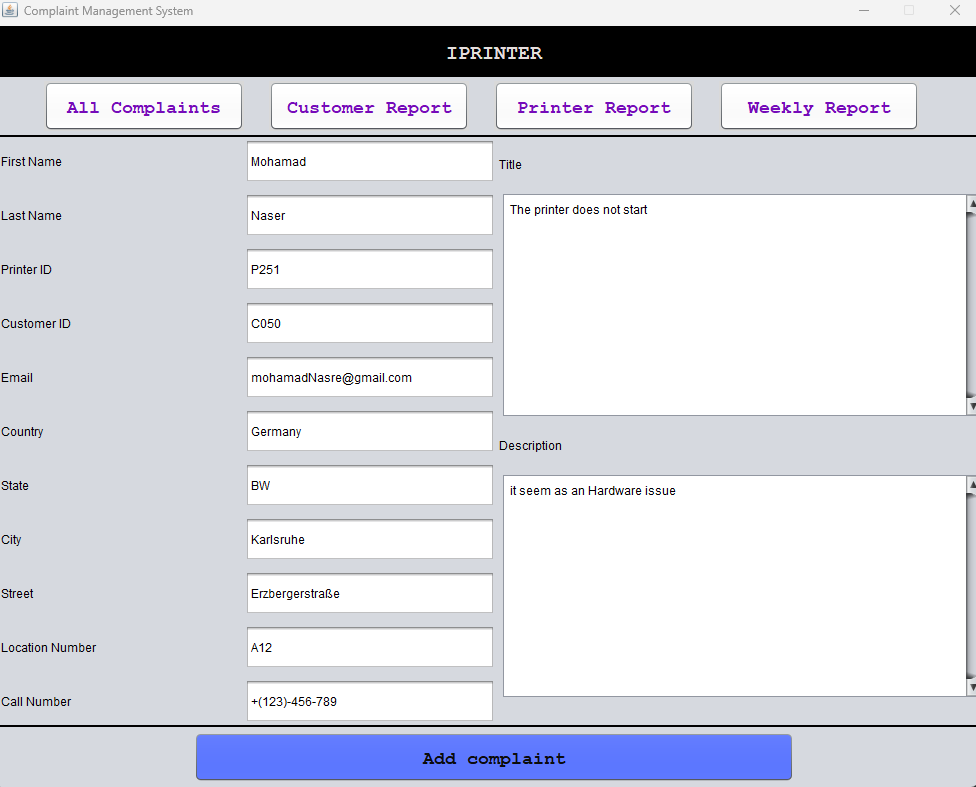 Complaint Management System
IPRINTER
All Complaints
Customer Report
Printer Report
Weekly Report
First Name
Mohamad
Last Name
Naser
Printer ID
P251
Customer ID
C050
Email
mohamadNasre@gmail.com
Country
Germany
State
BW
City
Karlsruhe
Street
Erzbergerstraße
Location Number
A12
Call Number
+(123)-456-789
Title
The printer does not start
Description
it seem as an Hardware issue
Add complaint